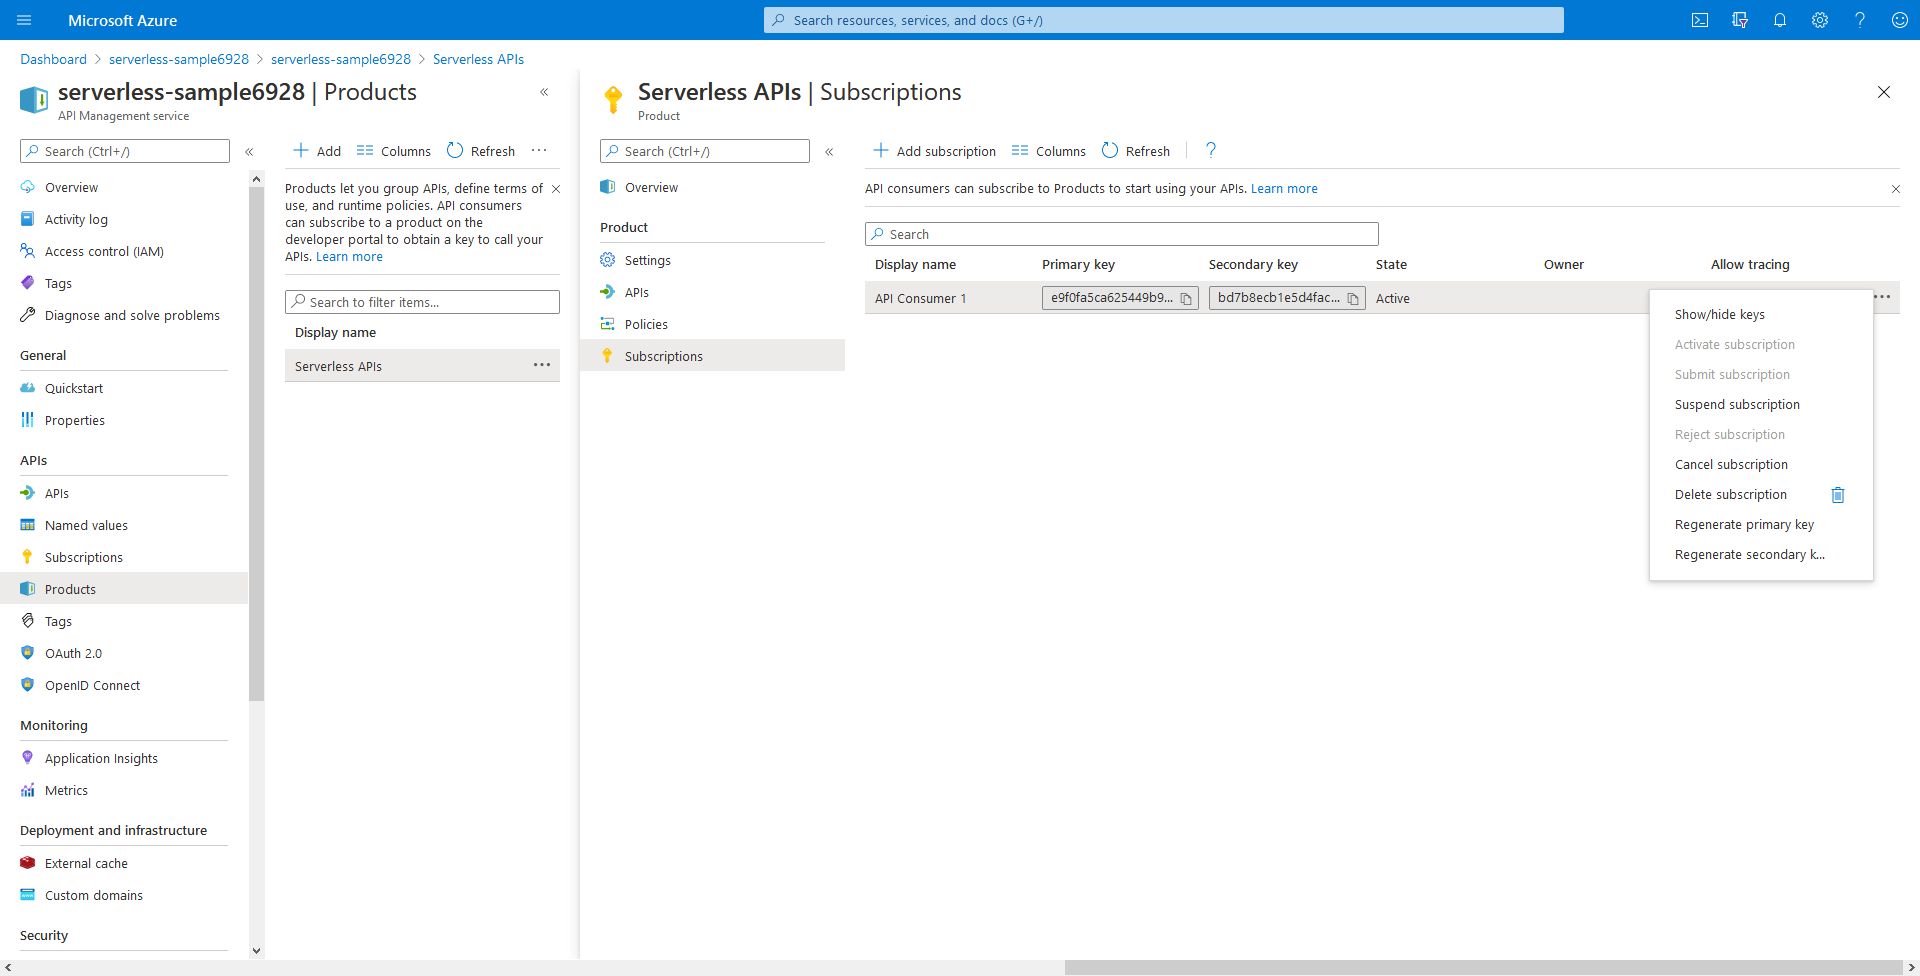 Microsoft Azure
Search resources, services, and docs (G+/)
Dashboard > serverless-sample6928 > serverless-sample6928 > Serverless APIs
serverless-sample6928 | Products
API Management service
Search (Ctrl+/)
Overview
Activity log
Access control (IAM)
Tags
Diagnose and solve problems
General
Quickstart
Properties
APIs
APIs
Named values
Subscriptions
Products
Tags
OAuth 2.0
OpenID Connect
Monitoring
Application Insights
Metrics
Deployment and infrastructure
External cache
Custom domains
Security
Add Columns Refresh
Products let you group APIs, define terms of
use, and runtime policies. API consumers
can subscribe to a product on the
developer portal to obtain a key to call your
APIs. Learn more
Search to filter items...
Display name
Serverless APIs
Serverless APIs | Subscriptions
Product
Search (Ctrl+/)
Overview
Product
Settings
APIs
Policies
Subscriptions
Add subscription Columns Refresh ?
API consumers can subscribe to Products to start using your APIs. Learn more
Search
Display name Primary key Secondary key State Owner Allow tracing
API Consumer 1 e9f0fa5ca625449b9... bd7b8ecb1e5d4fac... Active
Show/hide keys
Activate subscription
Submit subscription
Suspend subscription
Reject subscription
Cancel subscription
Delete subscription
Regenerate primary key
Regenerate secondary k...